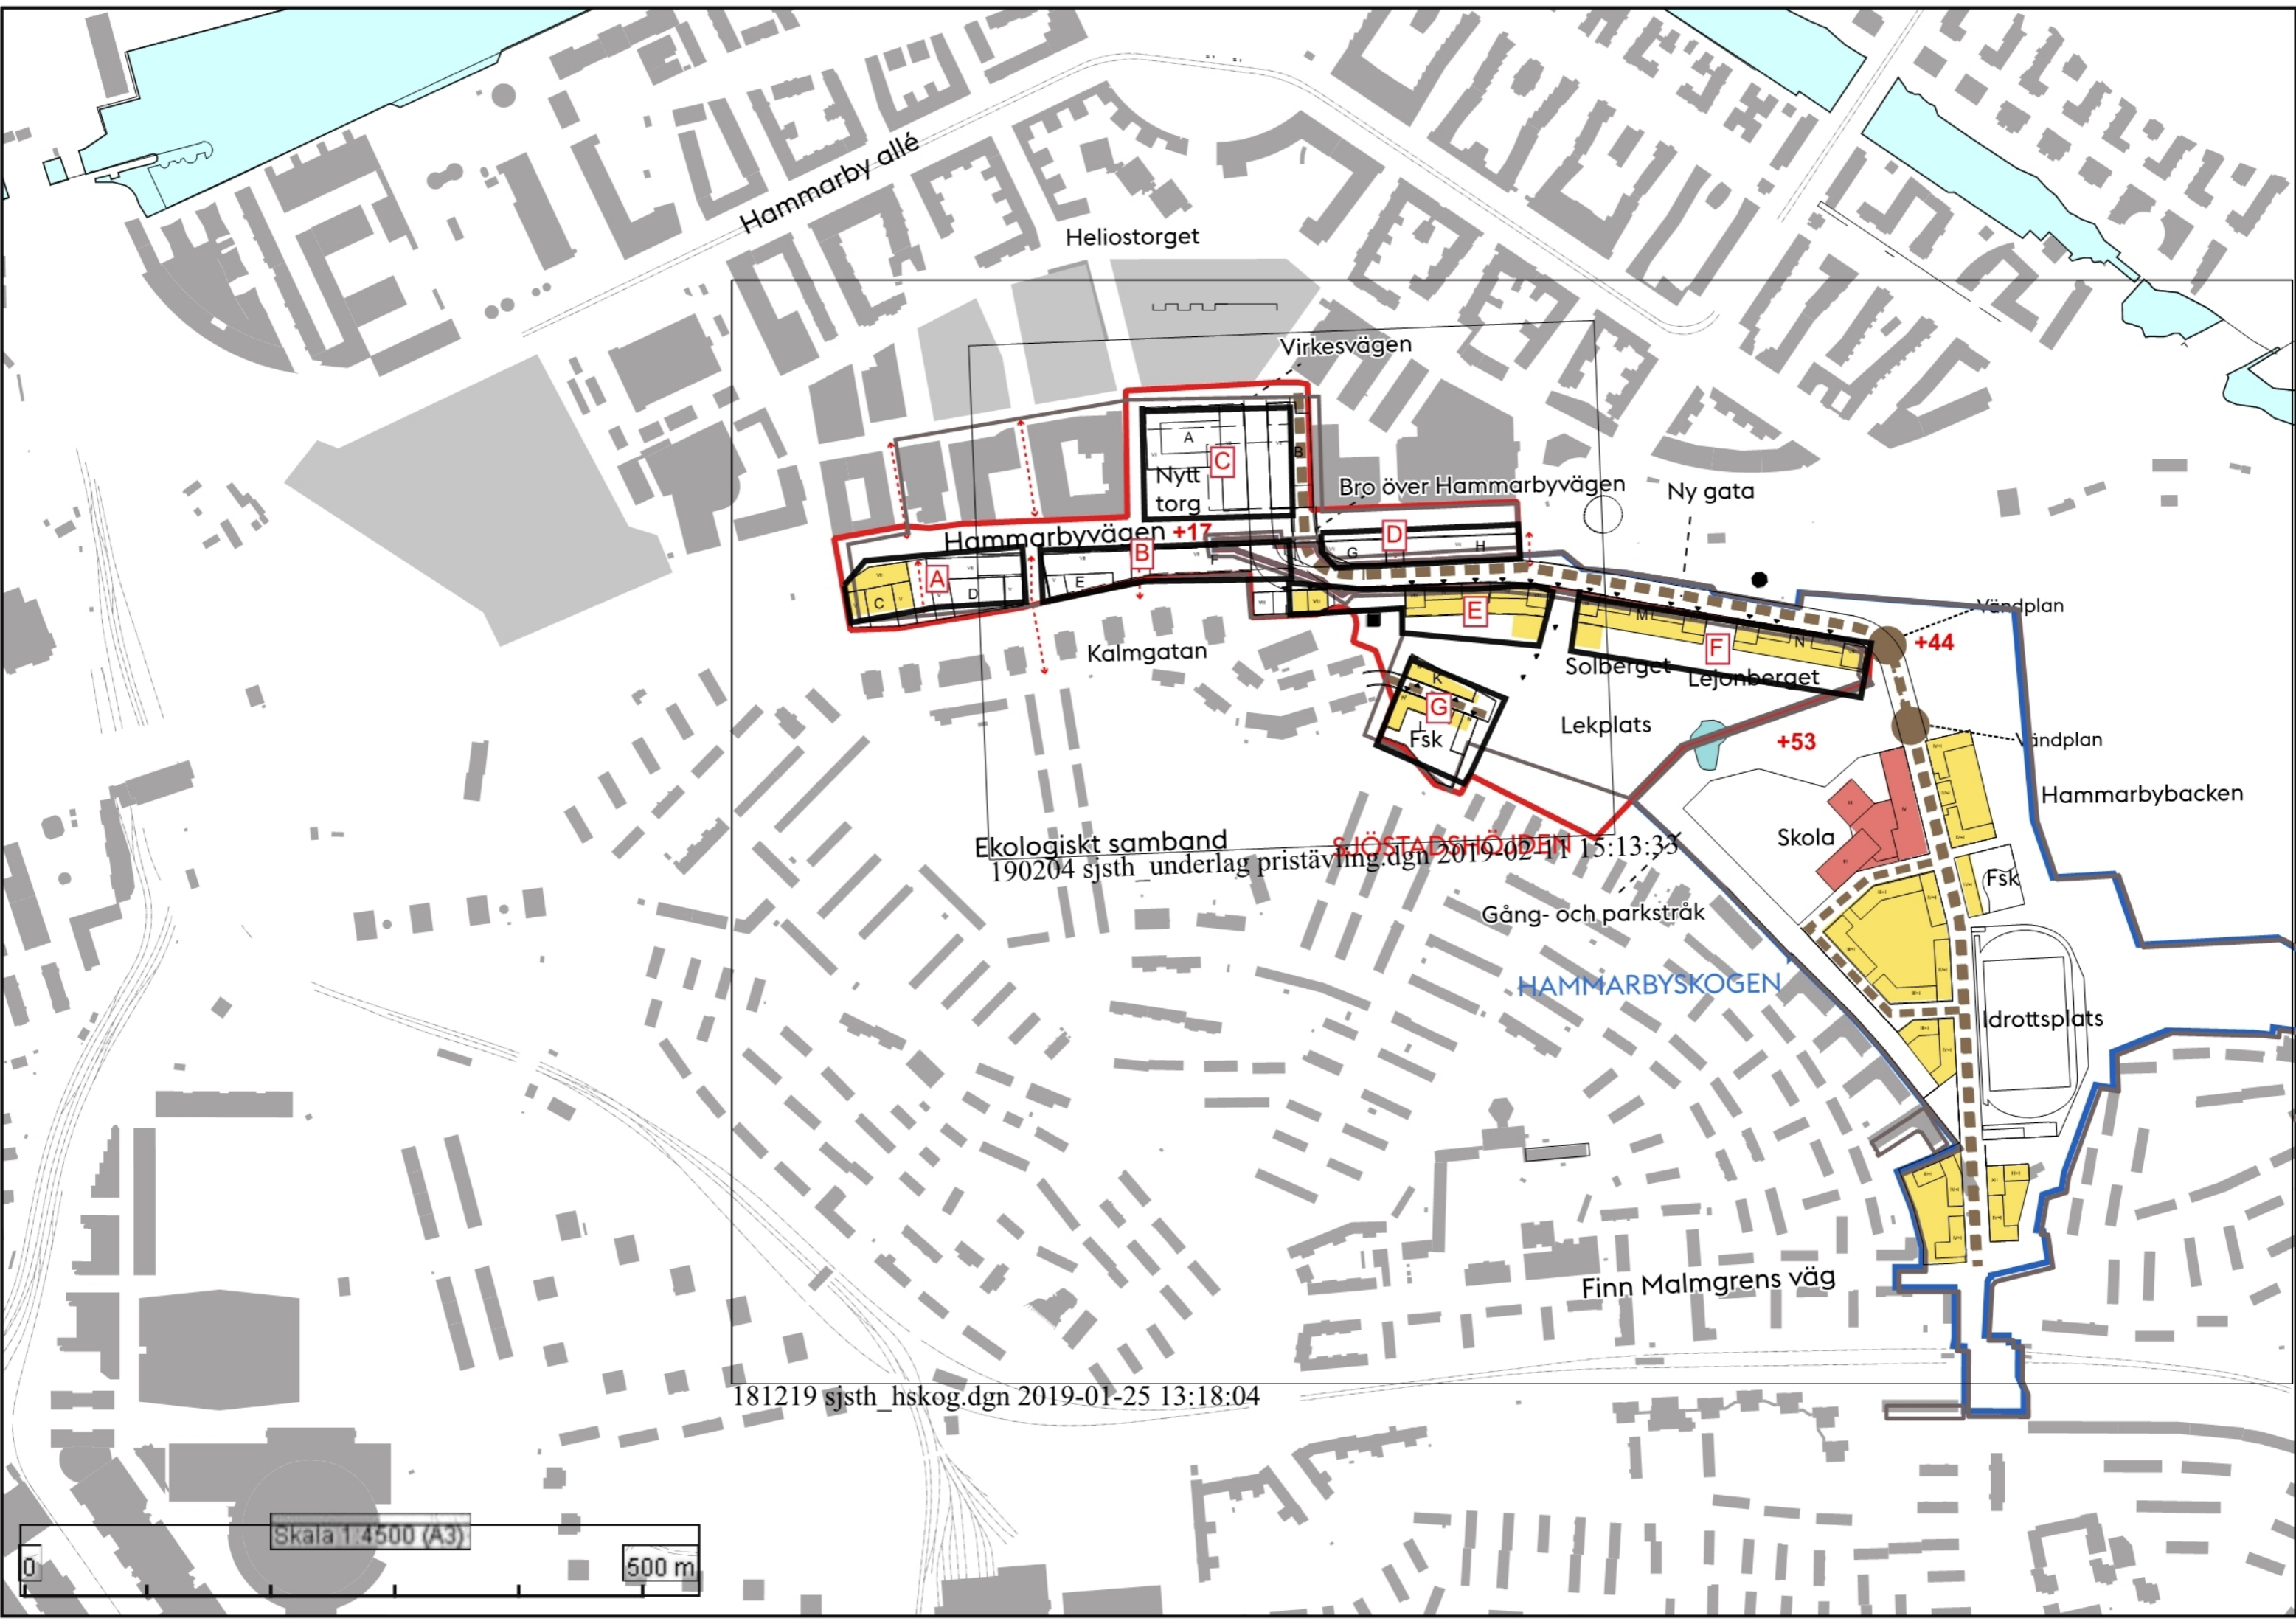 Hammarby allé
Heliostorget
Virkesvägen
A
C
B
Nytt
torg
Bro över Hammarbyvägen
Ny gata
Hammarbyvägen +17
D
G
H
B
F
A
E
C
D
E
M
F
N
Vändplan
+44
Kalmgatan
Solberget
Lejonberget
K
G
L
Fsk
Lekplats
+53
Vändplan
Hammarbybacken
Skola
Ekologiskt samband
SJÖSTADSHÖJDEN
190204 sjsth_underlag pristävling.dgn 2019-02-11 15:13:33
Fsk
Gång- och parkstråk
HAMMARBYSKOGEN
Idrottsplats
Finn Malmgrens väg
181219 sjsth_hskog.dgn 2019-01-25 13:18:04
Skala 1:4500 (A3)
0
500 m